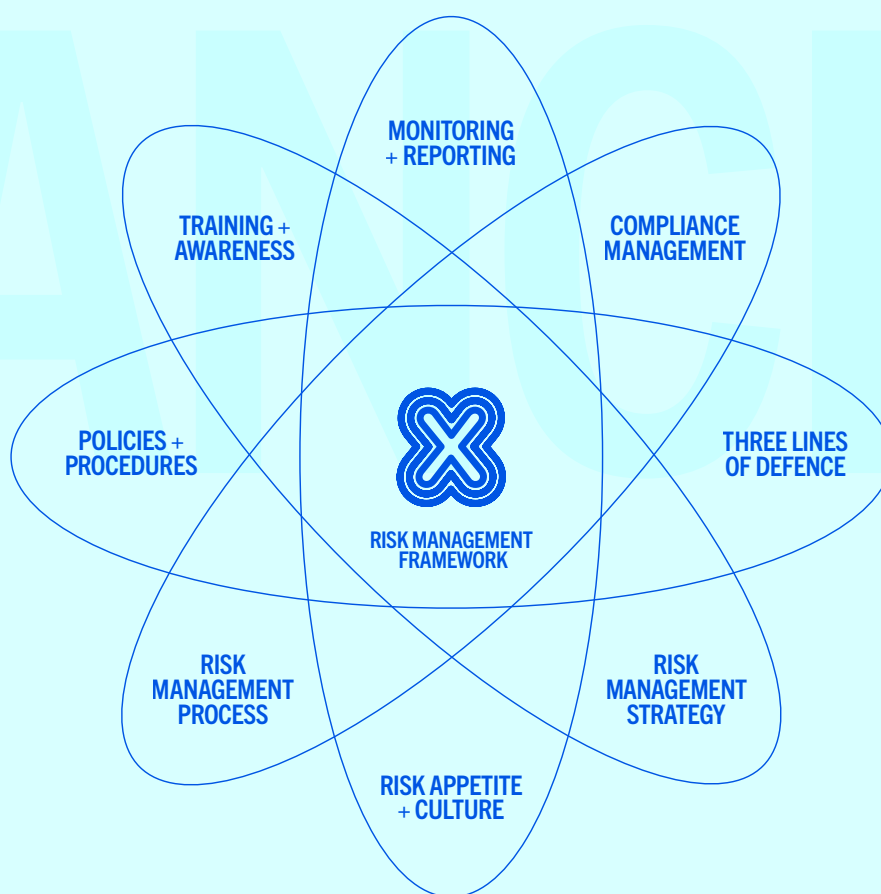 ANC
MONITORING
+ REPORTING
TRAINING +
AWARENESS
COMPLIANCE
MANAGEMENT
POLICIES +
PROCEDURES
THREE LINES
OF DEFENCE
RISK MANAGEMENT
FRAMEWORK
RISK
MANAGEMENT
PROCESS
RISK
MANAGEMENT
STRATEGY
RISK APPETITE
+ CULTURE